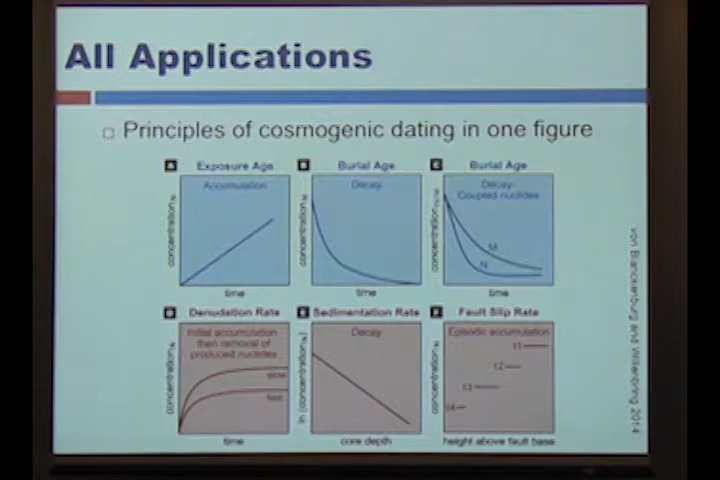 All Applications
Principles of cosmogenic dating in one figure
A Exposure Age
Accumulation
concentration
time
B Burial Age
Decay
concentration
time
C Burial Age
Decay-
Coupled nuclides
concentration
M
N
time
D Denudation Rate
Initial accumulation
then removal of
produced nuclides
slow
fast
concentration
time
E Sedimentation Rate
Decay
core depth
F Fault Slip Rate
Episodic accumulation
t1
t2
t3
t4
concentration
height above fault base
von Blanckenburg and Willenbring 2014